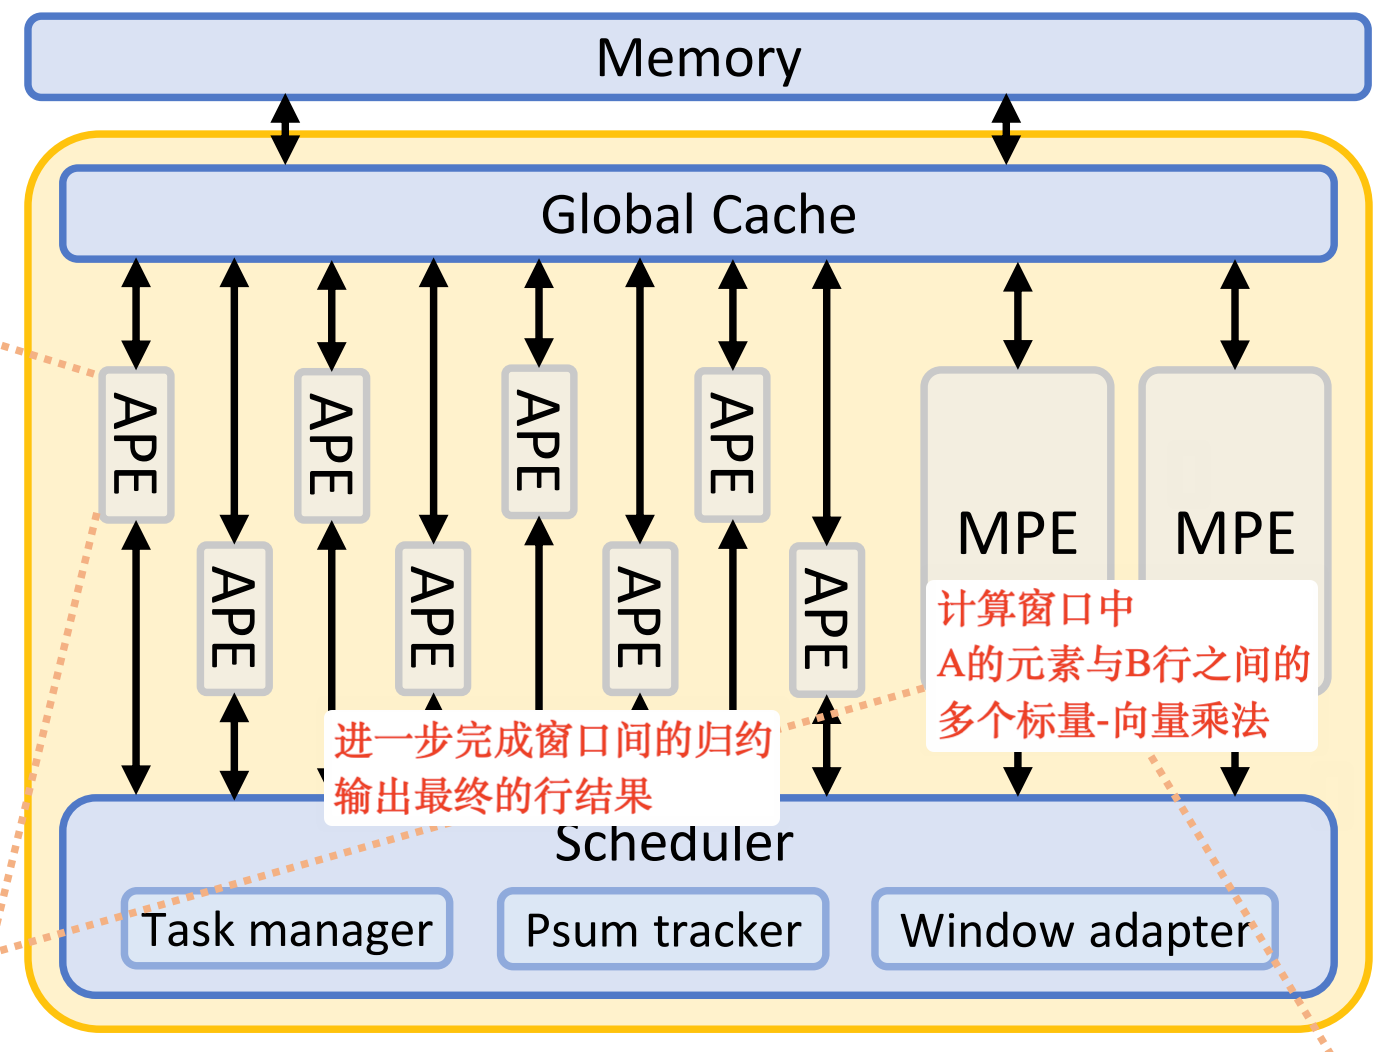 Memory
Global Cache
APE
APE
APE
APE
APE
APE
APE
APE
MPE
MPE
计算窗口中
A的元素与B行之间的
多个标量-向量乘法
进一步完成窗口间的归约
输出最终的行结果
Scheduler
Task manager
Psum tracker
Window adapter